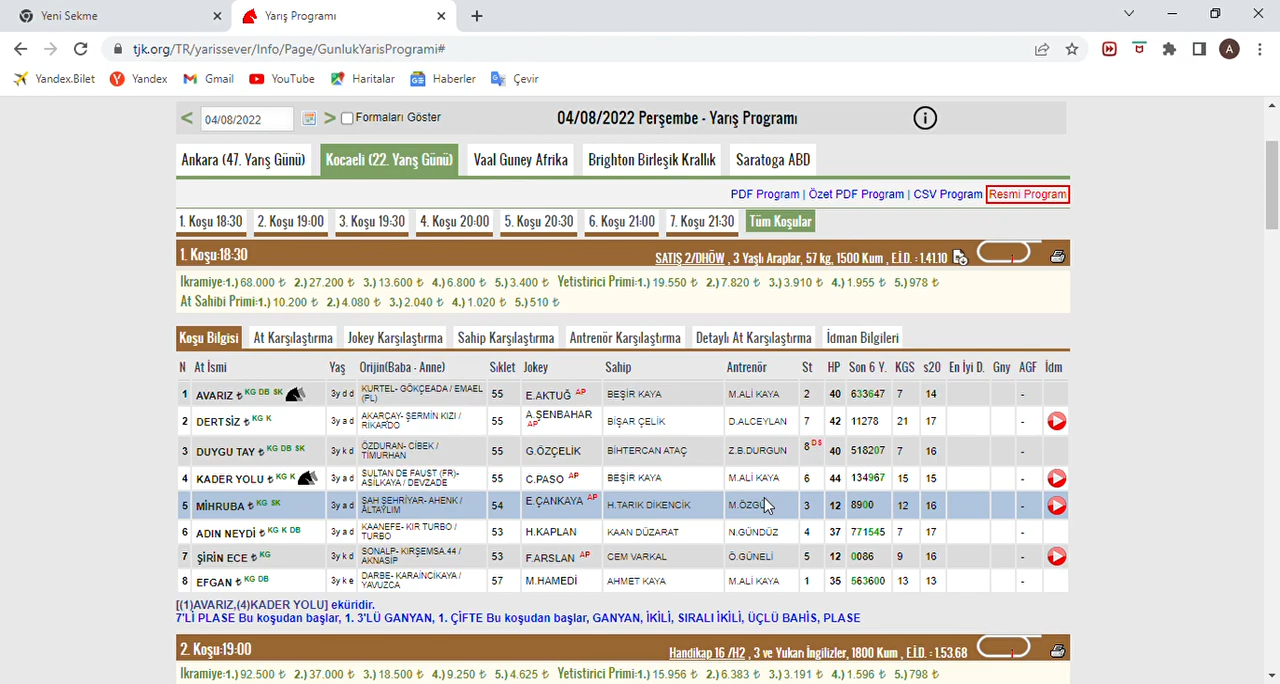 Yeni Sekme
Yarış Programı
tjk.org/TR/yarissever/Info/Page/GunlukYarisProgrami#
A
Yandex.Bilet Yandex Gmail YouTube Haritalar Haberler Çevir
< 04/08/2022 > Formaları Göster 04/08/2022 Perşembe - Yarış Programı
Ankara (47. Yarış Günü) Kocaeli (22. Yarış Günü) Vaal Guney Afrika Brighton Birleşik Krallık Saratoga ABD
PDF Program | Özet PDF Program | CSV Program Resmi Program
1. Koşu 18:30 2. Koşu 19:00 3. Koşu 19:30 4. Koşu 20:00 5. Koşu 20:30 6. Koşu 21:00 7. Koşu 21:30 Tüm Koşular
1. Koşu:18:30 SATIŞ 2/DHÖW , 3 Yaşlı Araplar, 57 kg, 1500 Kum , E.İ.D. : 1.41.10
İkramiye:1.) 68.000 ₺ 2.) 27.200 ₺ 3.) 13.600 ₺ 4.) 6.800 ₺ 5.) 3.400 ₺ Yetistirici Primi:1.) 19.550 ₺ 2.) 7.820 ₺ 3.) 3.910 ₺ 4.) 1.955 ₺ 5.) 978 ₺
At Sahibi Primi:1.) 10.200 ₺ 2.) 4.080 ₺ 3.) 2.040 ₺ 4.) 1.020 ₺ 5.) 510 ₺
Koşu Bilgisi At Karşılaştırma Jokey Karşılaştırma Sahip Karşılaştırma Antrenör Karşılaştırma Detaylı At Karşılaştırma İdman Bilgileri
N At İsmi Yaş Orijin(Baba - Anne) Sıklet Jokey Sahip Antrenör St HP Son 6 Y. KGS s20 En İyi D. Gny AGF İdm
1 AVARIZ ₺ KG DB SK 3y d d KURTEL- GÖKÇEADA / EMAEL (PL) 55 E.AKTUĞ AP BEŞİR KAYA M.ALİ KAYA 2 40 633647 7 14 -
2 DERTSİZ ₺ KG K 3y a d AKARÇAY- ŞERMİN KIZI / RIKARDO 55 A.ŞENBAHAR AP BİŞAR ÇELİK D.ALCEYLAN 7 42 11278 21 17 -
3 DUYGU TAY ₺ KG DB SK 3y k d ÖZDURAN- CİBEK / TİMURHAN 55 G.ÖZÇELİK BİHTERCAN ATAÇ Z.B.DURGUN 8 DS 40 518207 7 16 -
4 KADER YOLU ₺ KG K 3y a d SULTAN DE FAUST (FR)- ASİLKAYA / DEVZADE 55 C.PASO AP BEŞİR KAYA M.ALİ KAYA 6 44 134967 15 15 -
5 MİHRUBA ₺ KG SK 3y a d ŞAH ŞEHRİYAR- AHENK / ALTAYLIM 54 E.ÇANKAYA AP H.TARIK DİKENCİK 3 12 8900 12 16 -
6 ADIN NEYDİ ₺ KG K DB 3y a d KAANEFE- KIR TURBO / TURBO 53 H.KAPLAN KAAN DÜZARAT N.GÜNDÜZ 4 37 771545 7 17 -
7 ŞİRİN ECE ₺ KG 3y k d SONALP- KIRŞEMSA.44 / AKNASİP 53 F.ARSLAN AP CEM VARKAL Ö.GÜNELİ 5 12 0086 9 16 -
8 EFGAN ₺ KG DB 3y k e DARBE- KARAİNCİKAYA / YAVUZCA 57 M.HAMEDİ AHMET KAYA M.ALİ KAYA 1 35 563600 13 13 -
[(1)AVARIZ,(4)KADER YOLU] eküridir.
7'Lİ PLASE Bu koşudan başlar, 1. 3'LÜ GANYAN, 1. ÇİFTE Bu koşudan başlar, GANYAN, İKİLİ, SIRALI İKİLİ, ÜÇLÜ BAHİS, PLASE
2. Koşu:19:00 Handikap 16 /H2 , 3 ve Yukarı İngilizler, 1800 Kum , E.İ.D. : 1.53.68
İkramiye:1.) 92.500 ₺ 2.) 37.000 ₺ 3.) 18.500 ₺ 4.) 9.250 ₺ 5.) 4.625 ₺ Yetistirici Primi:1.) 15.956 ₺ 2.) 6.383 ₺ 3.) 3.191 ₺ 4.) 1.596 ₺ 5.) 798 ₺